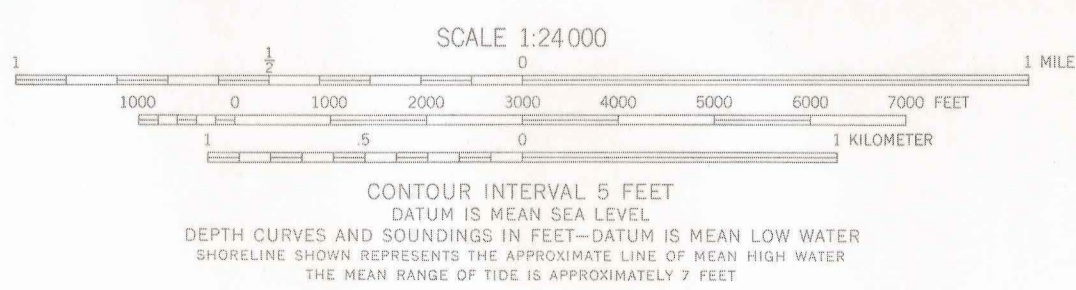 SCALE 1:24 000
1 ½ 0 1 MILE
1000 0 1000 2000 3000 4000 5000 6000 7000 FEET
1 .5 0 1 KILOMETER
CONTOUR INTERVAL 5 FEET
DATUM IS MEAN SEA LEVEL
DEPTH CURVES AND SOUNDINGS IN FEET—DATUM IS MEAN LOW WATER
SHORELINE SHOWN REPRESENTS THE APPROXIMATE LINE OF MEAN HIGH WATER
THE MEAN RANGE OF TIDE IS APPROXIMATELY 7 FEET